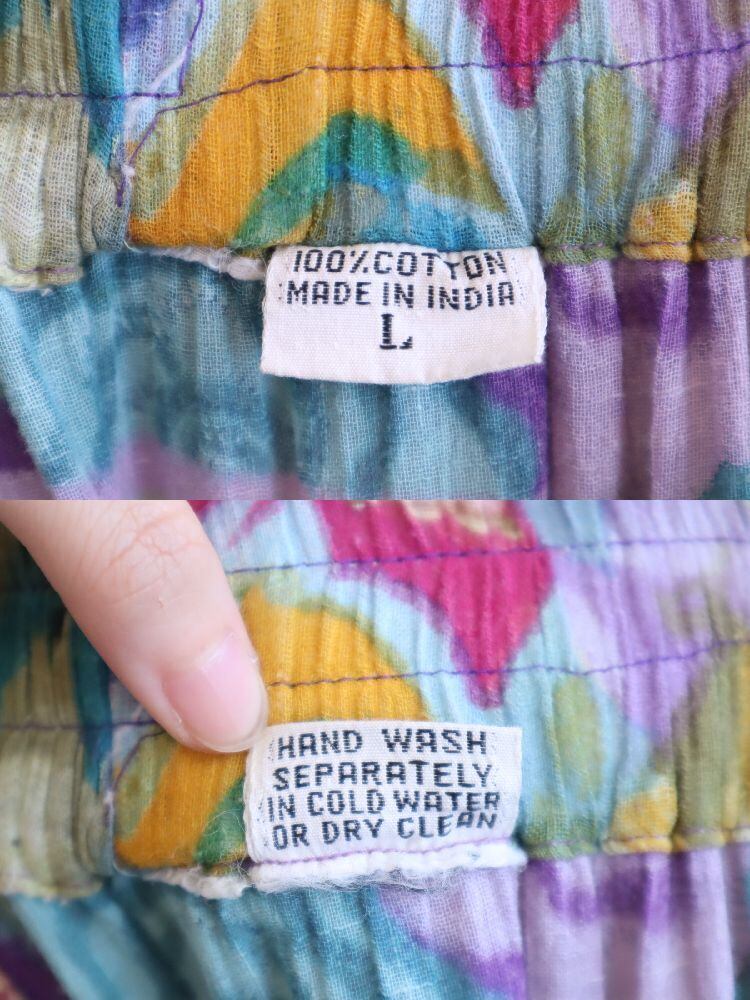 100% COTTON
MADE IN INDIA
L
HAND WASH
SEPARATELY
IN COLD WATER
OR DRY CLEAN